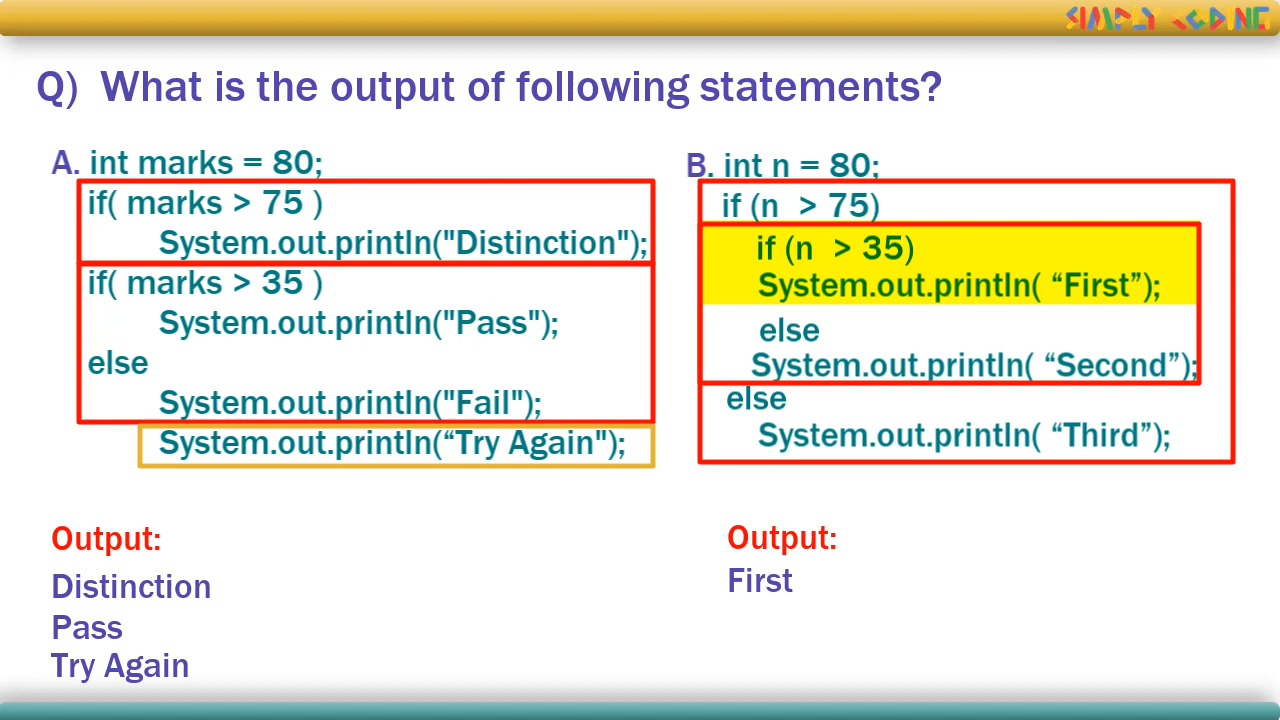 SIMPLY CODING
Q) What is the output of following statements?
A. int marks = 80;
if( marks > 75 )
System.out.println("Distinction");
if( marks > 35 )
System.out.println("Pass");
else
System.out.println("Fail");
System.out.println(“Try Again");
Output:
Distinction
Pass
Try Again
B. int n = 80;
if (n > 75)
if (n > 35)
System.out.println( “First”);
else
System.out.println( “Second”);
else
System.out.println( “Third”);
Output:
First